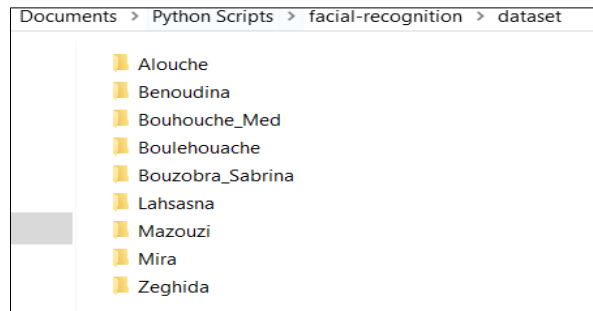 Documents > Python Scripts > facial-recognition > dataset
Alouche
Benoudina
Bouhouche_Med
Boulehouache
Bouzobra_Sabrina
Lahsasna
Mazouzi
Mira
Zeghida